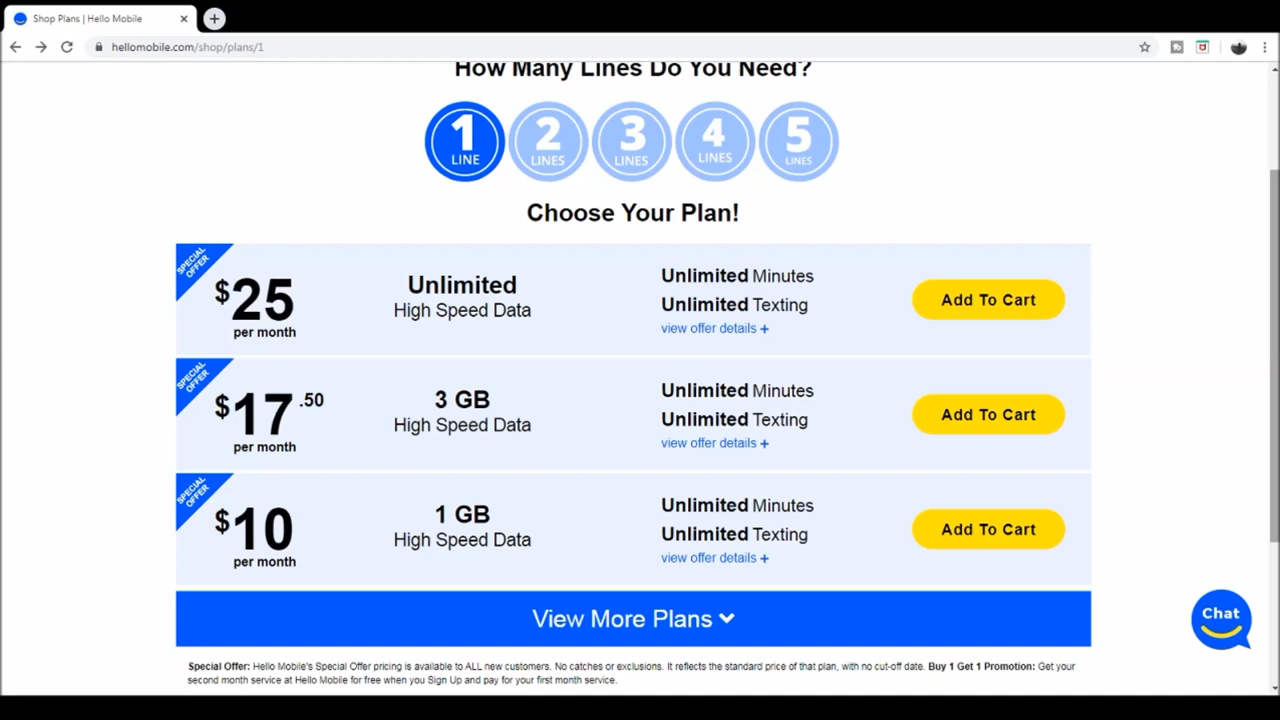 Shop Plans | Hello Mobile
hellomobile.com/shop/plans/1
How Many Lines Do You Need?
1 LINE
2 LINES
3 LINES
4 LINES
5 LINES
Choose Your Plan!
SPECIAL OFFER
$25
per month
Unlimited
High Speed Data
Unlimited Minutes
Unlimited Texting
view offer details +
Add To Cart
SPECIAL OFFER
$17.50
per month
3 GB
High Speed Data
Unlimited Minutes
Unlimited Texting
view offer details +
Add To Cart
SPECIAL OFFER
$10
per month
1 GB
High Speed Data
Unlimited Minutes
Unlimited Texting
view offer details +
Add To Cart
View More Plans
Chat
Special Offer: Hello Mobile's Special Offer pricing is available to ALL new customers. No catches or exclusions. It reflects the standard price of that plan, with no cut-off date. Buy 1 Get 1 Promotion: Get your
second month service at Hello Mobile for free when you Sign Up and pay for your first month service.